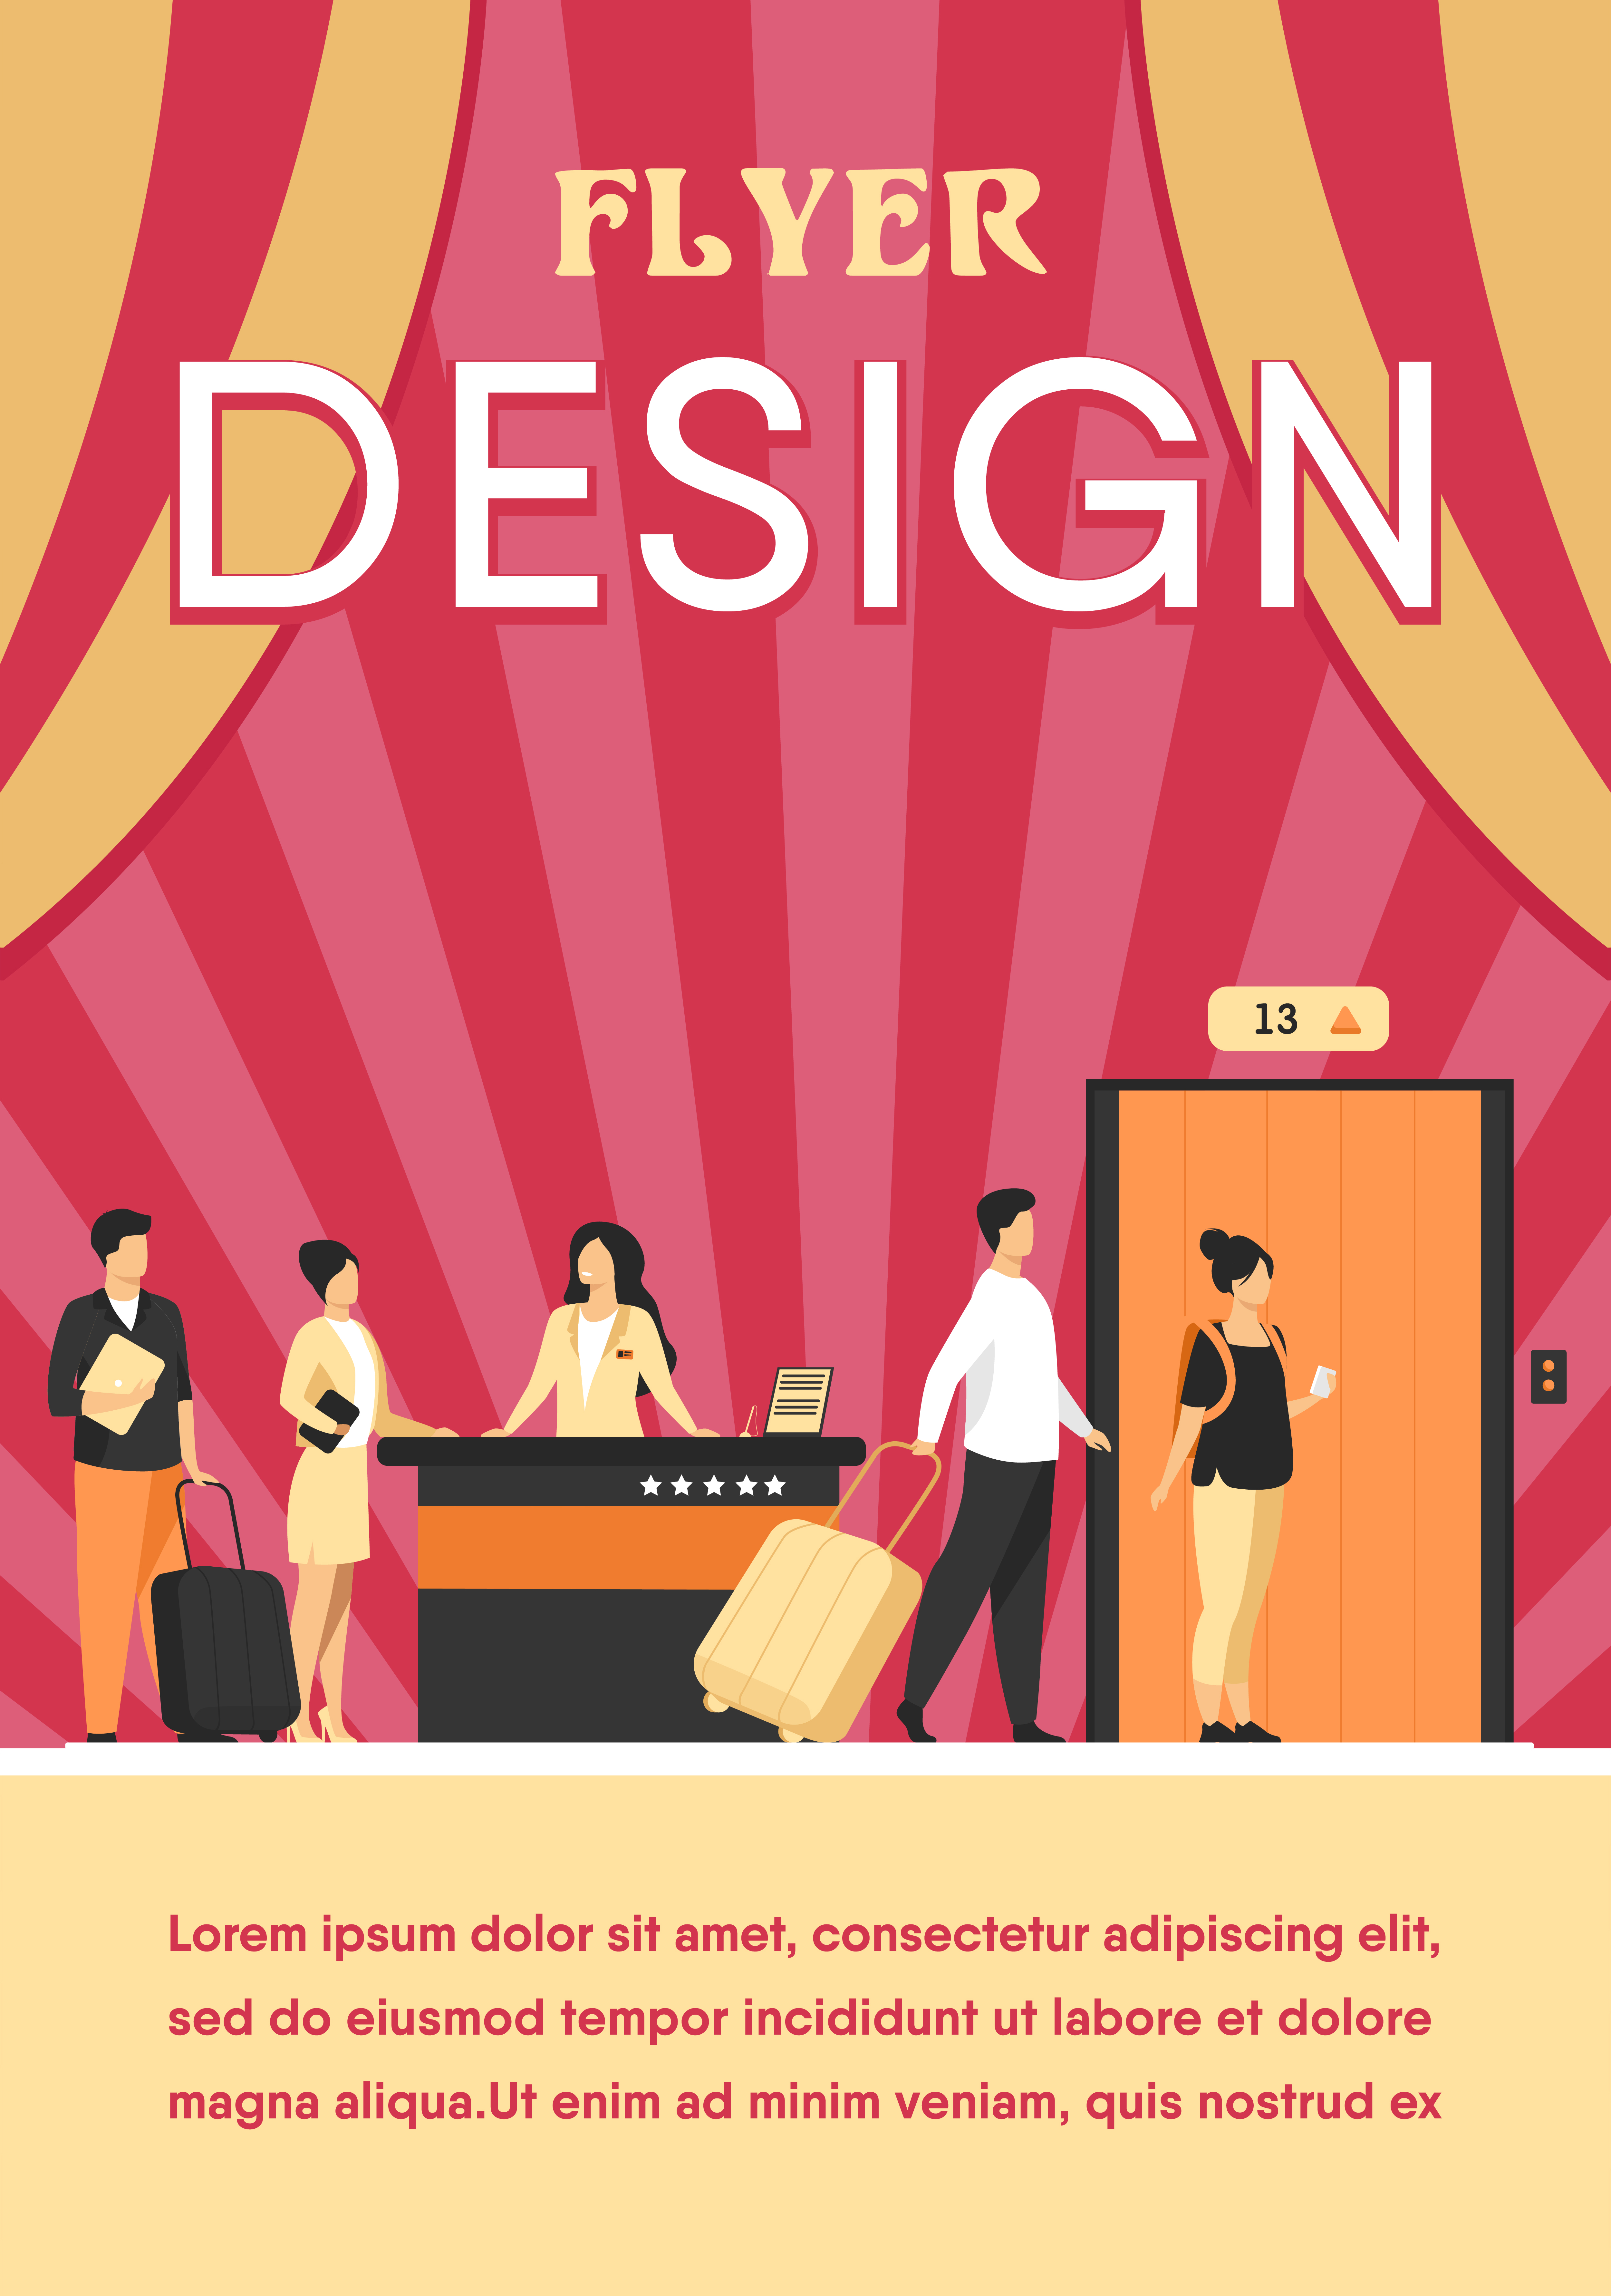 FLYER
DESIGN
13
Lorem ipsum dolor sit amet, consectetur adipiscing elit,
sed do eiusmod tempor incididunt ut labore et dolore
magna aliqua.Ut enim ad minim veniam, quis nostrud ex